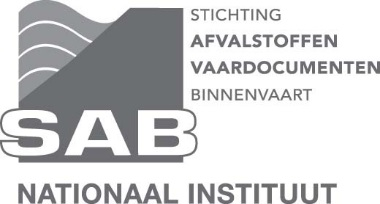 STICHTING
AFVALSTOFFEN
VAARDOCUMENTEN
BINNENVAART
SAB
NATIONAAL INSTITUUT